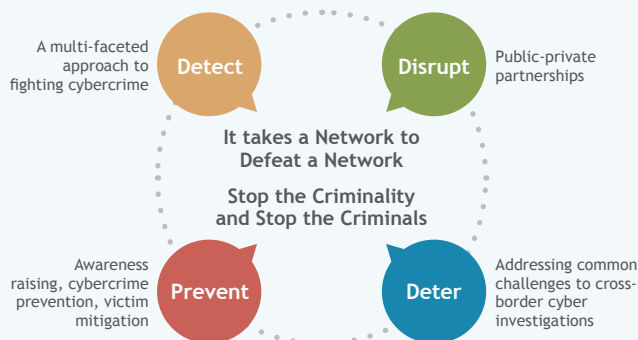 A multi-faceted
approach to
fighting cybercrime
Detect
Disrupt
Public-private
partnerships
It takes a Network to
Defeat a Network
Stop the Criminality
and Stop the Criminals
Awareness
raising, cybercrime
prevention, victim
mitigation
Prevent
Deter
Addressing common
challenges to cross-
border cyber
investigations